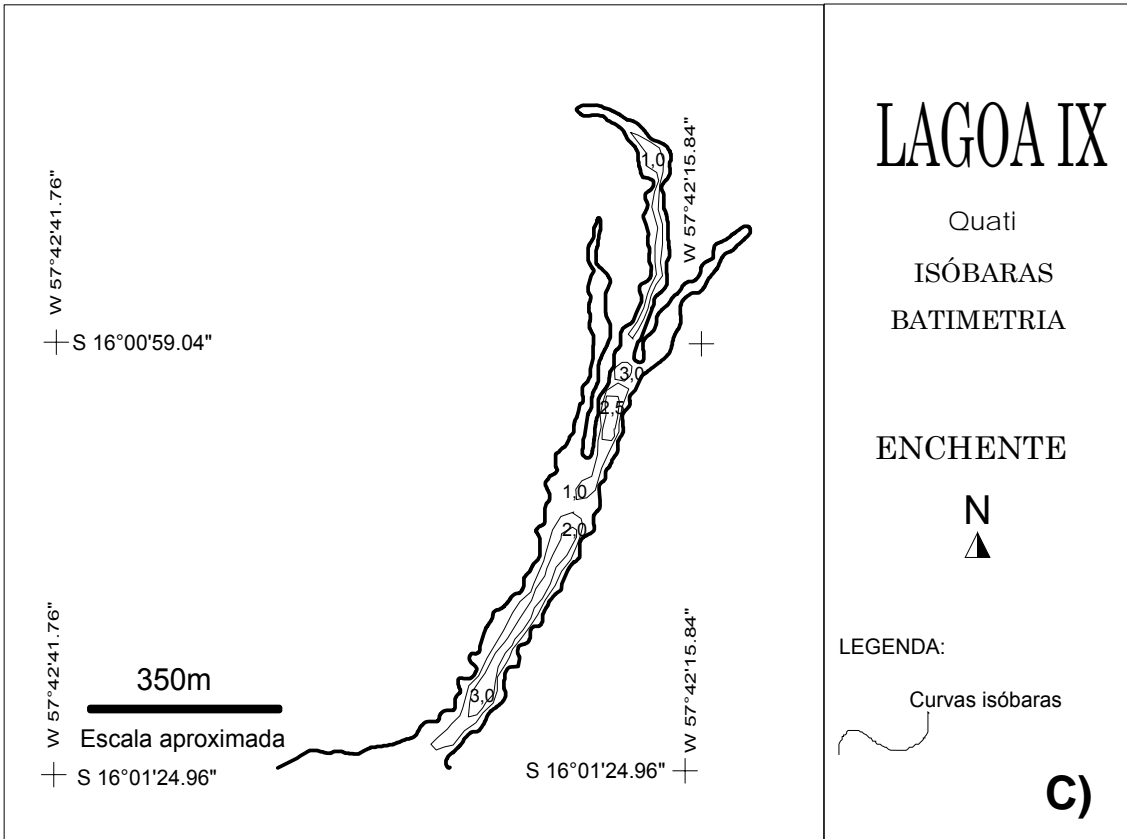 W 57°42'41.76"
W 57°42'15.84"
S 16°00'59.04"
1,0
3,0
2,5
1,0
2,0
3,0
W 57°42'41.76"
W 57°42'15.84"
350m
Escala aproximada
S 16°01'24.96"
S 16°01'24.96"
LAGOA IX
Quati
ISÓBARAS
BATIMETRIA
ENCHENTE
N
LEGENDA:
Curvas isóbaras
C)